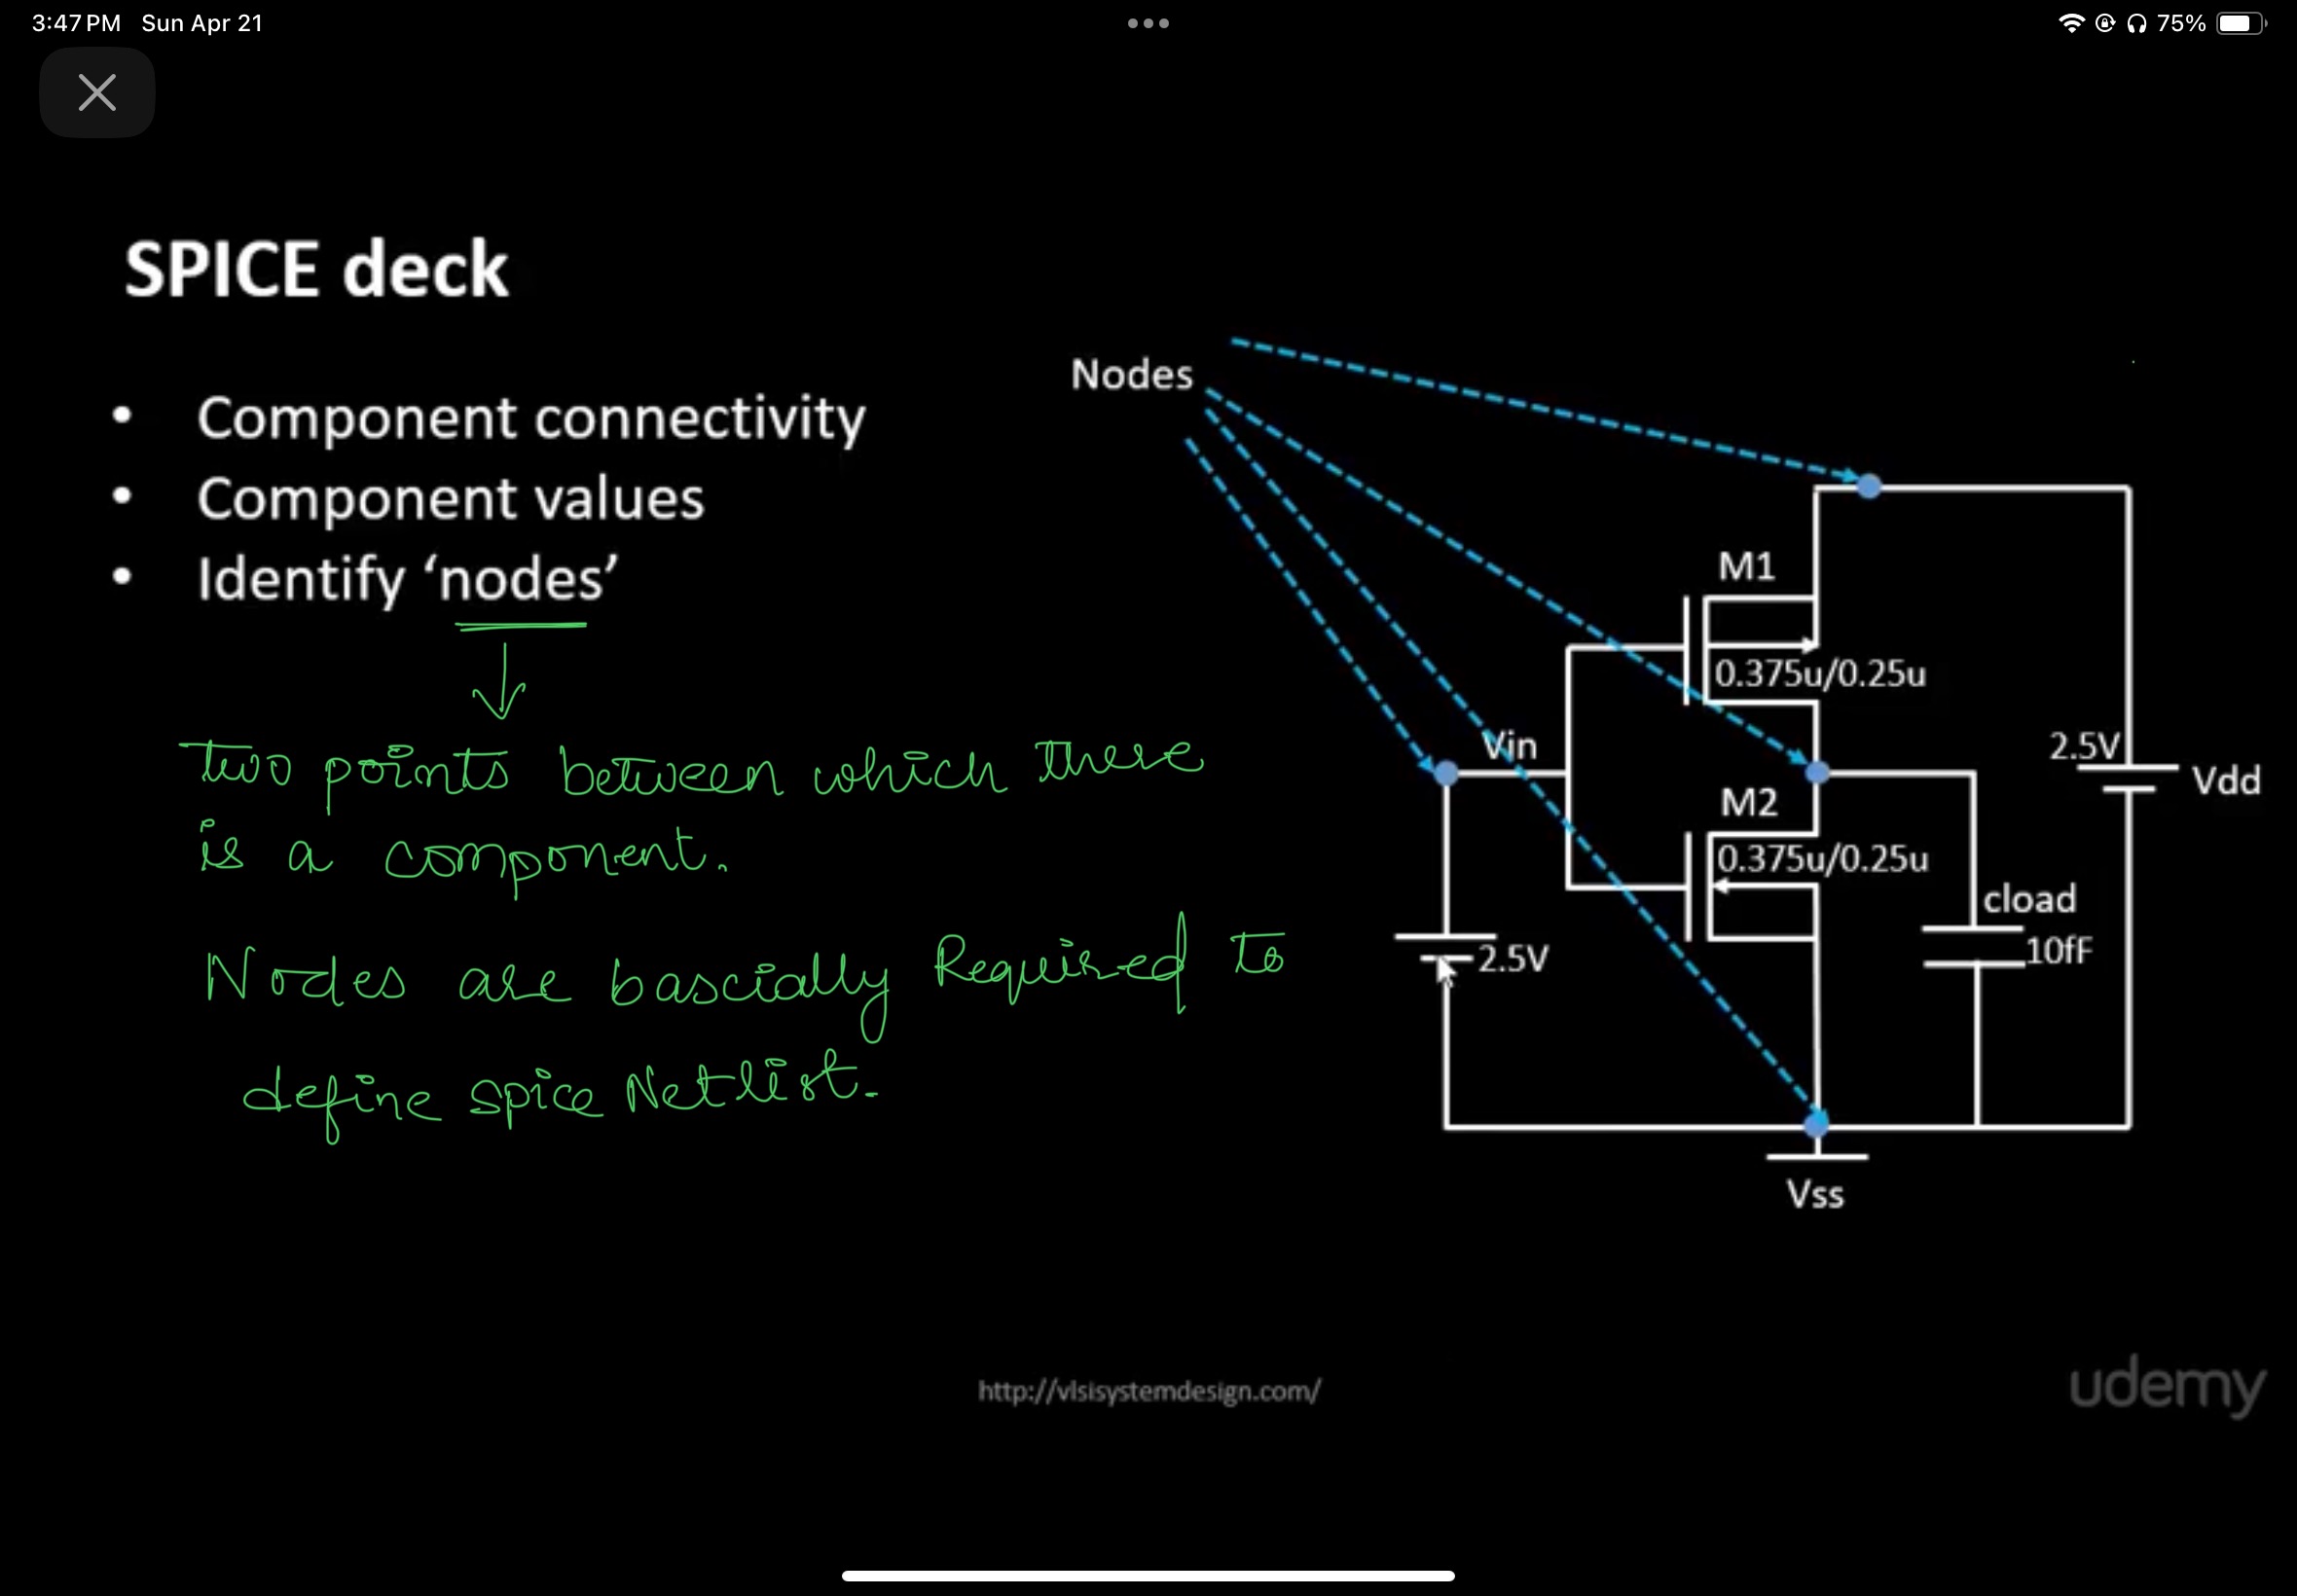 3:47 PM Sun Apr 21
75%
SPICE deck
• Component connectivity
• Component values
• Identify ‘nodes’
two points between which there
is a component.
Nodes are bascially Required to
define spice Netlist.
Nodes
M1
0.375u/0.25u
Vin
2.5V
Vdd
M2
0.375u/0.25u
cload
10fF
2.5V
Vss
http://vlsisystemdesign.com/
udemy